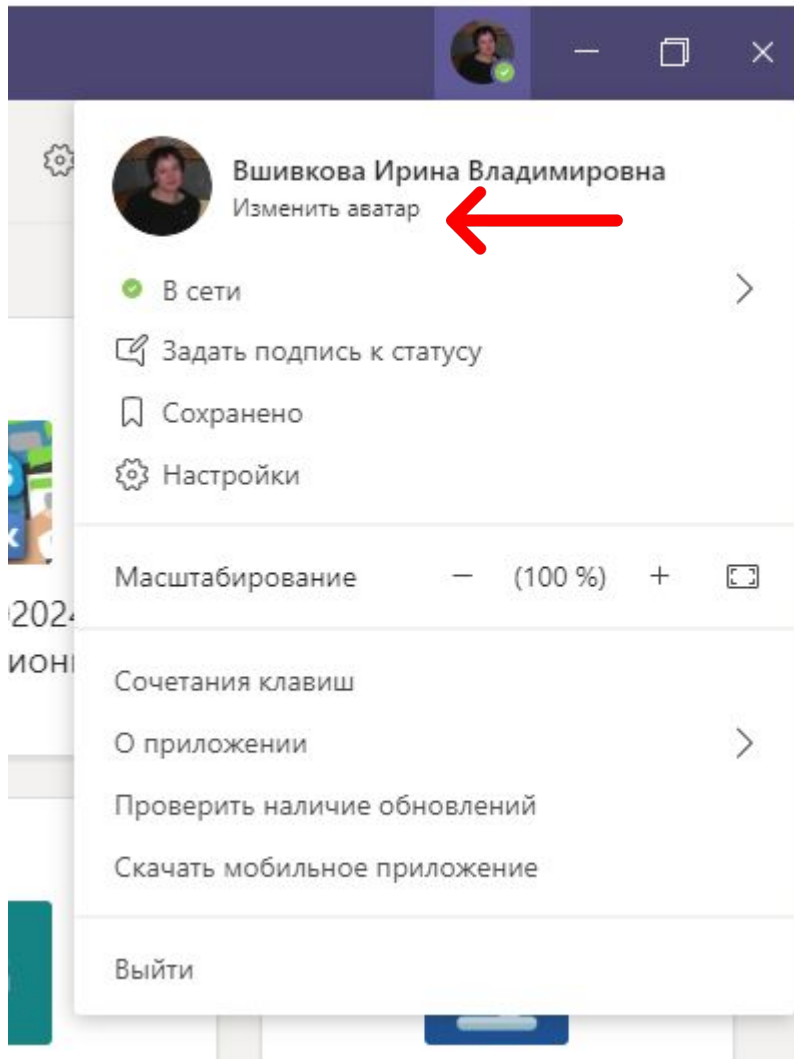 Вшивкова Ирина Владимировна
Изменить аватар
В сети
Задать подпись к статусу
Сохранено
Настройки
Масштабирование — (100 %) +
Сочетания клавиш
О приложении
Проверить наличие обновлений
Скачать мобильное приложение
Выйти